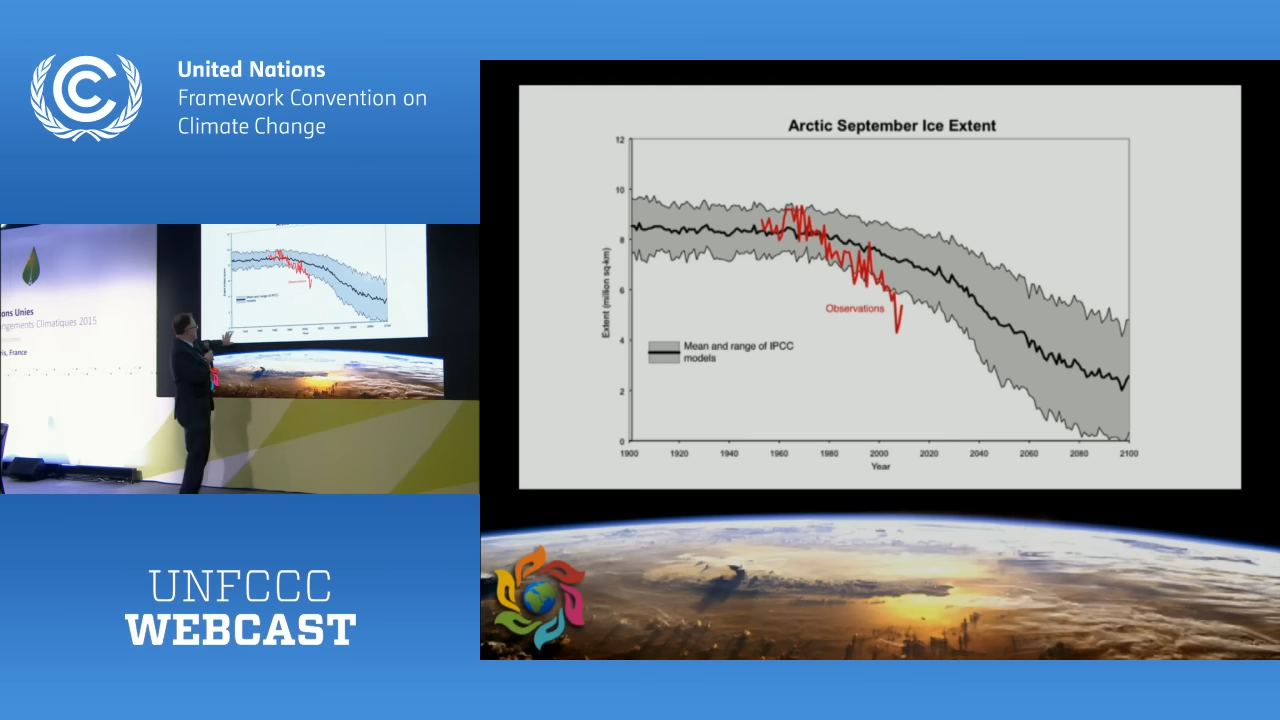 United Nations
Framework Convention on
Climate Change
ons Unies
angements Climatiques 2015
ris, France
UNFCCC
WEBCAST
Arctic September Ice Extent
12
10
8
6
4
2
0
Extent (million sq-km)
Observations
Mean and range of IPCC
models
1900 1920 1940 1960 1980 2000 2020 2040 2060 2080 2100
Year